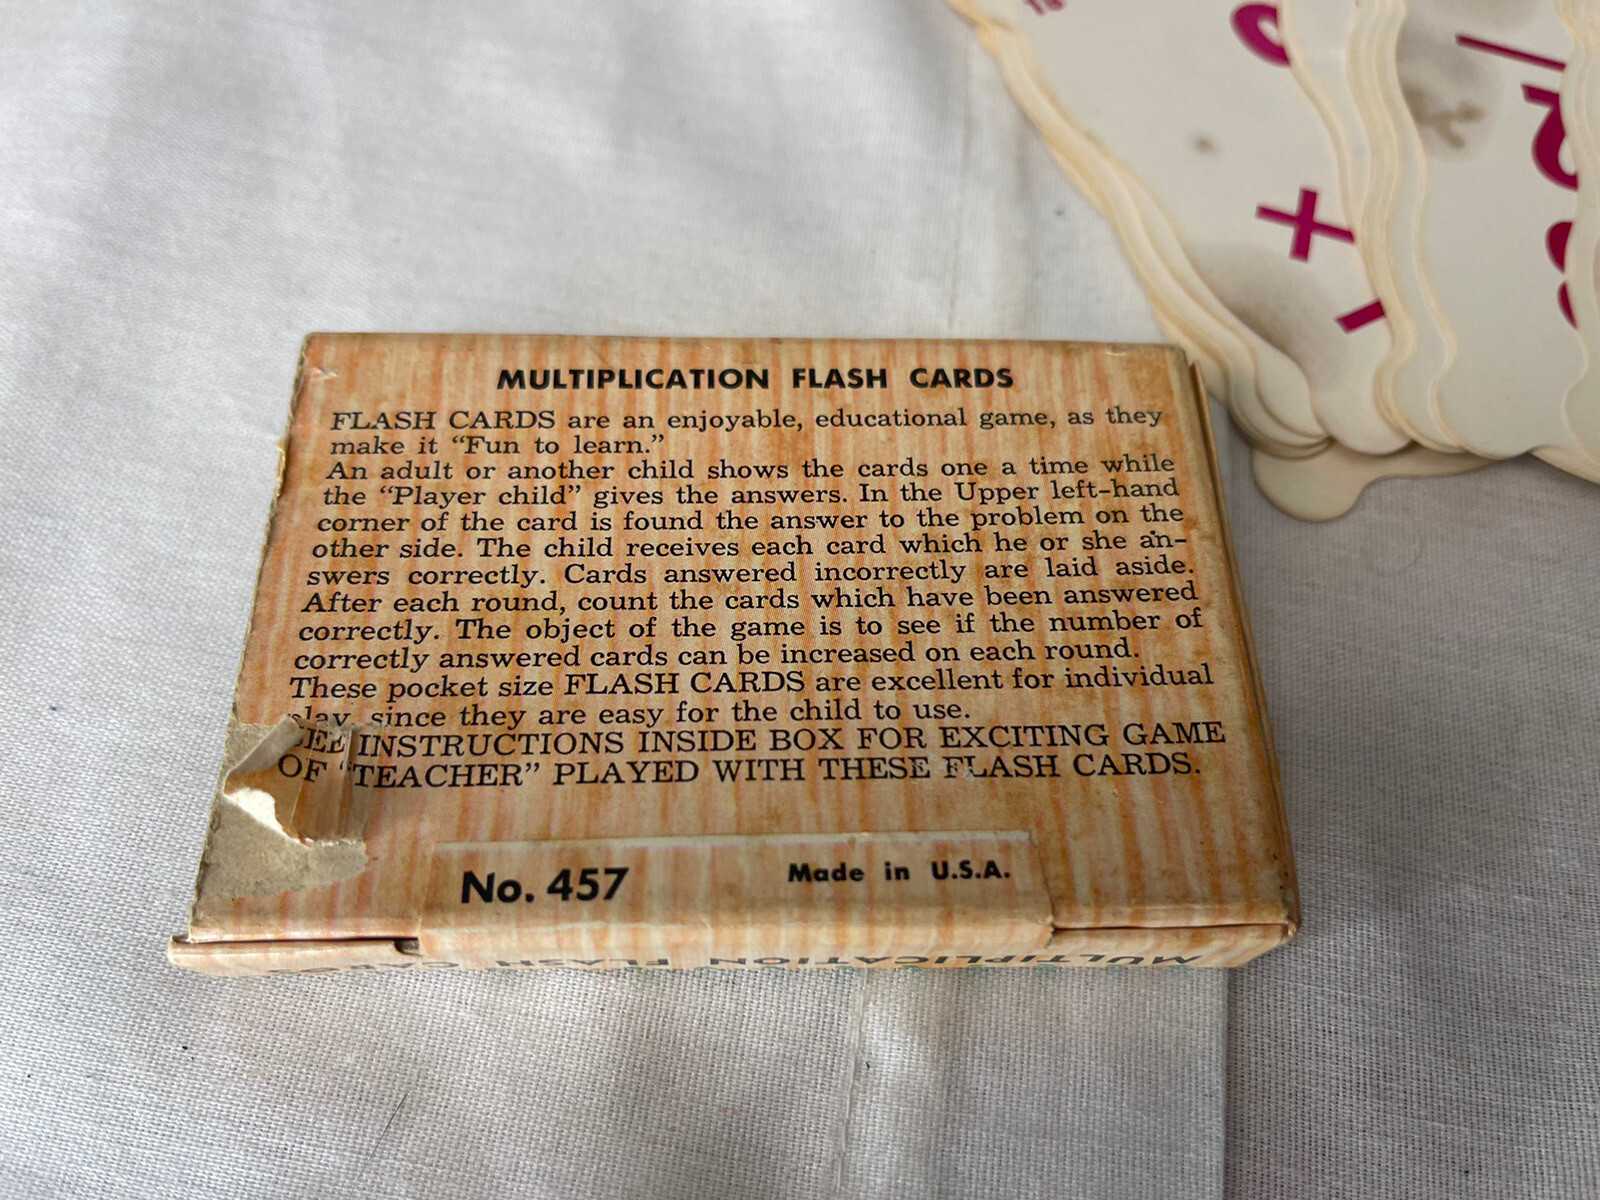 MULTIPLICATION FLASH CARDS
FLASH CARDS are an enjoyable, educational game, as they
make it “Fun to learn.”
An adult or another child shows the cards one a time while
the “Player child” gives the answers. In the Upper left-hand
corner of the card is found the answer to the problem on the
other side. The child receives each card which he or she an-
swers correctly. Cards answered incorrectly are laid aside.
After each round, count the cards which have been answered
correctly. The object of the game is to see if the number of
correctly answered cards can be increased on each round.
These pocket size FLASH CARDS are excellent for individual
play, since they are easy for the child to use.
SEE INSTRUCTIONS INSIDE BOX FOR EXCITING GAME
OF “TEACHER” PLAYED WITH THESE FLASH CARDS.
No. 457 Made in U.S.A.
MULTIPLICATION FLASH CARDS
+